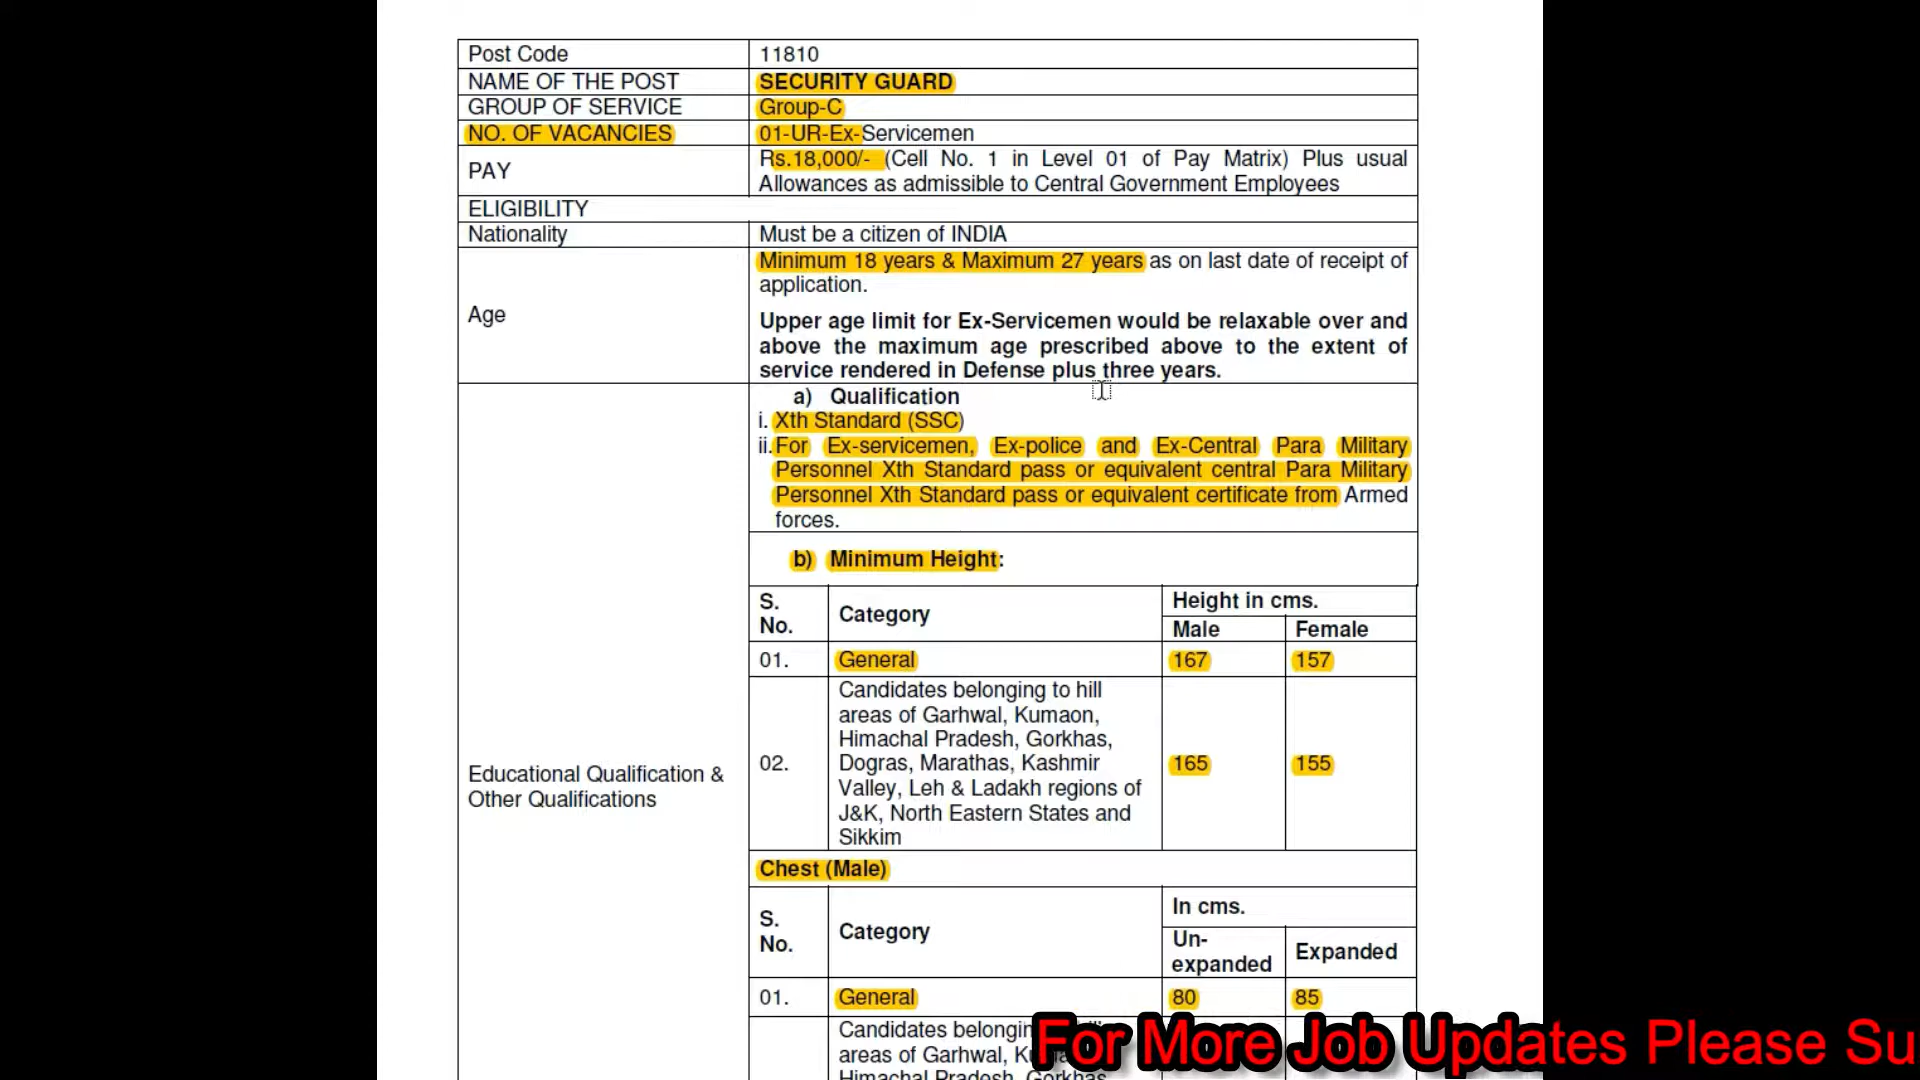 Post Code 11810
NAME OF THE POST SECURITY GUARD
GROUP OF SERVICE Group-C
NO. OF VACANCIES 01-UR-Ex-Servicemen
PAY
Rs.18,000/- (Cell No. 1 in Level 01 of Pay Matrix) Plus usual
Allowances as admissible to Central Government Employees
ELIGIBILITY
Nationality Must be a citizen of INDIA
Age
Minimum 18 years & Maximum 27 years as on last date of receipt of
application.
Upper age limit for Ex-Servicemen would be relaxable over and
above the maximum age prescribed above to the extent of
service rendered in Defense plus three years.
Educational Qualification &
Other Qualifications
a) Qualification
i. Xth Standard (SSC)
ii. For Ex-servicemen, Ex-police and Ex-Central Para Military
Personnel Xth Standard pass or equivalent central Para Military
Personnel Xth Standard pass or equivalent certificate from Armed
forces.
b) Minimum Height:
S.
No.
Category
Height in cms.
Male Female
01. General 167 157
02.
Candidates belonging to hill
areas of Garhwal, Kumaon,
Himachal Pradesh, Gorkhas,
Dogras, Marathas, Kashmir
Valley, Leh & Ladakh regions of
J&K, North Eastern States and
Sikkim
165 155
Chest (Male)
S.
No.
Category
In cms.
Un-
expanded
Expanded
01. General 80 85
Candidates
areas of Garhwal,
Himachal Pradesh, Gorkhas
For More Job Updates Please Su